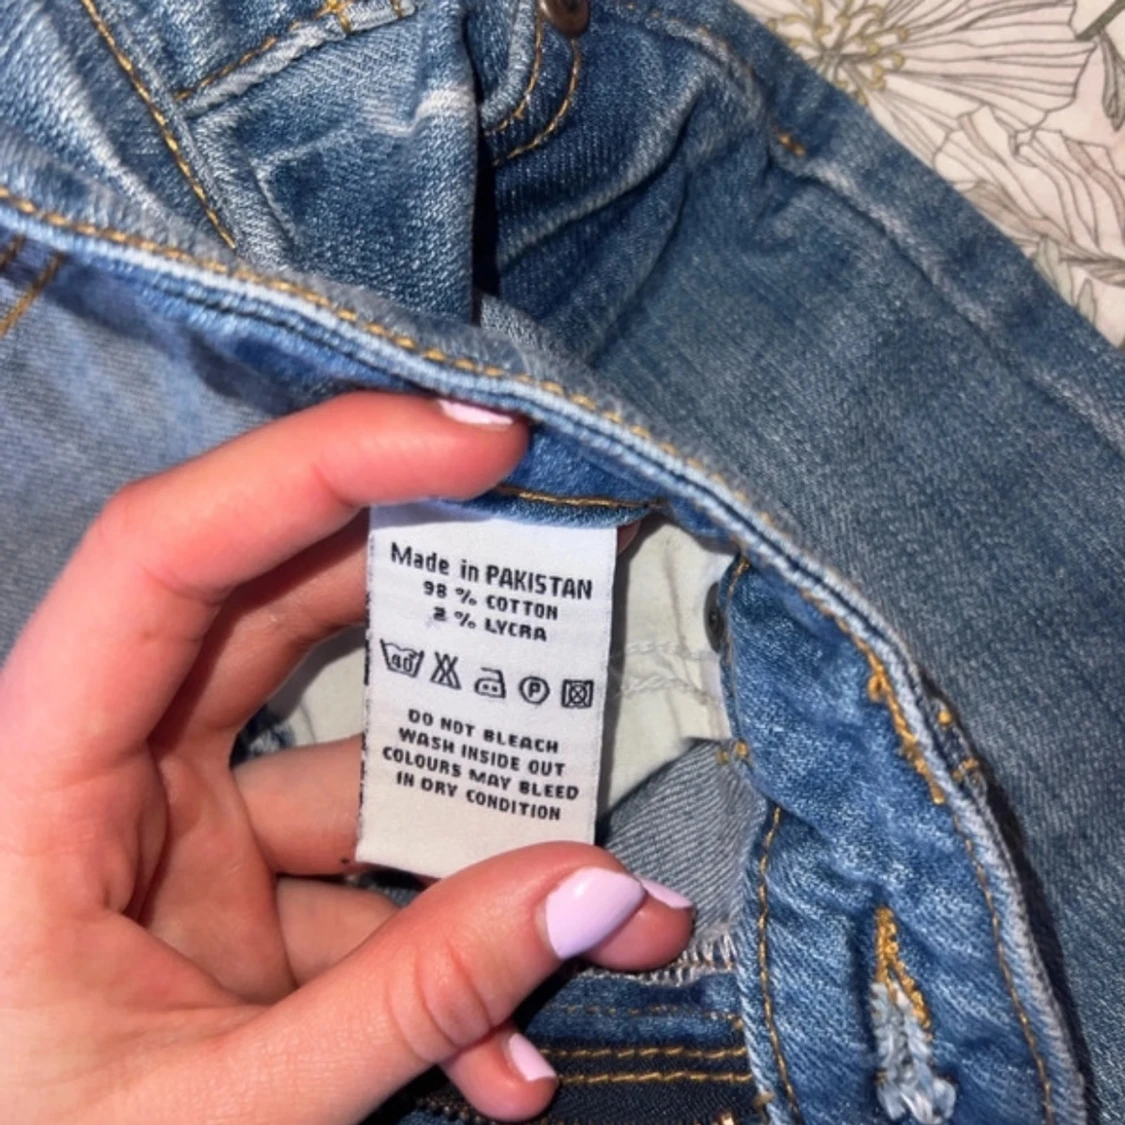 Made in PAKISTAN
98 % COTTON
2 % LYCRA
40 P
DO NOT BLEACH
WASH INSIDE OUT
COLOURS MAY BLEED
IN DRY CONDITION